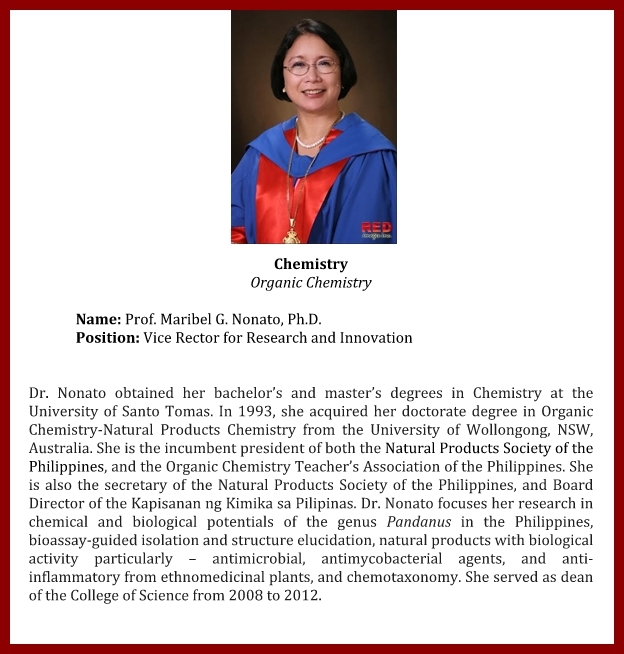 RED
images inc.
Chemistry
Organic Chemistry
Name: Prof. Maribel G. Nonato, Ph.D.
Position: Vice Rector for Research and Innovation
Dr. Nonato obtained her bachelor’s and master’s degrees in Chemistry at the
University of Santo Tomas. In 1993, she acquired her doctorate degree in Organic
Chemistry-Natural Products Chemistry from the University of Wollongong, NSW,
Australia. She is the incumbent president of both the Natural Products Society of the
Philippines, and the Organic Chemistry Teacher’s Association of the Philippines. She
is also the secretary of the Natural Products Society of the Philippines, and Board
Director of the Kapisanan ng Kimika sa Pilipinas. Dr. Nonato focuses her research in
chemical and biological potentials of the genus Pandanus in the Philippines,
bioassay-guided isolation and structure elucidation, natural products with biological
activity particularly – antimicrobial, antimycobacterial agents, and anti-
inflammatory from ethnomedicinal plants, and chemotaxonomy. She served as dean
of the College of Science from 2008 to 2012.